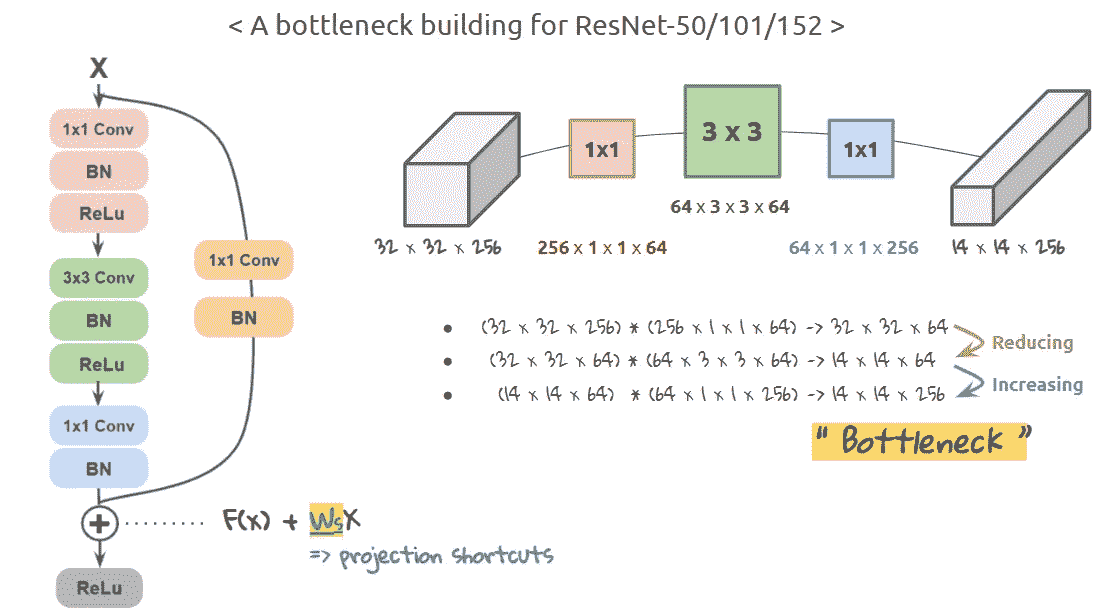 < A bottleneck building for ResNet-50/101/152 >
X
1x1 Conv
BN
ReLu
3x3 Conv
BN
ReLu
1x1 Conv
BN
+
ReLu
1x1 Conv
BN
F(x) + WsX
=> projection shortcuts
1x1
3 x 3
1x1
64 x 3 x 3 x 64
32 x 32 x 256
256 x 1 x 1 x 64
64 x 1 x 1 x 256
14 x 14 x 256
• (32 x 32 x 256) * (256 x 1 x 1 x 64) -> 32 x 32 x 64
• (32 x 32 x 64) * (64 x 3 x 3 x 64) -> 14 x 14 x 64
• (14 x 14 x 64) * (64 x 1 x 1 x 256) -> 14 x 14 x 256
Reducing
Increasing
“ Bottleneck ”